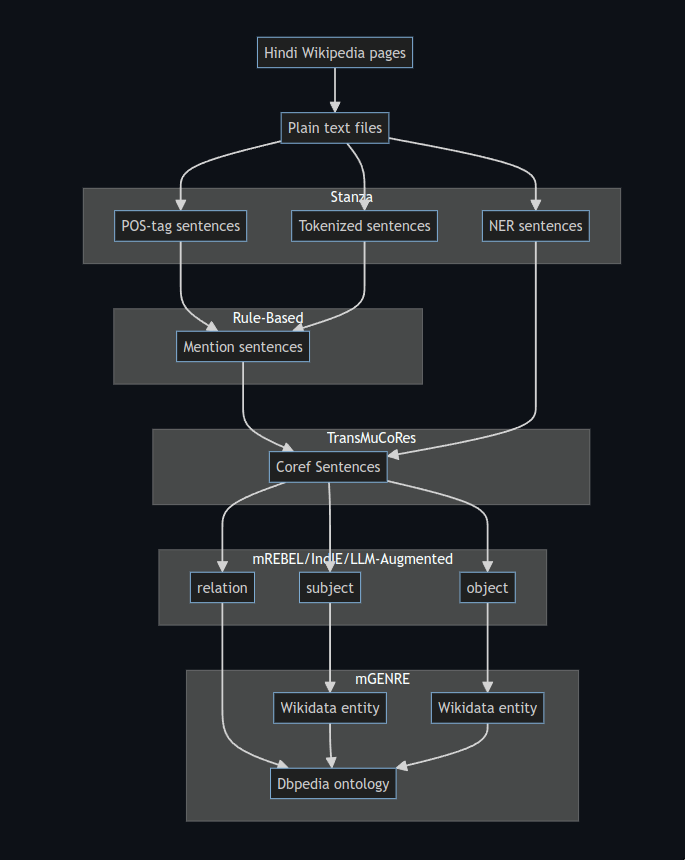 Hindi Wikipedia pages
Plain text files
Stanza
POS-tag sentences
Tokenized sentences
NER sentences
Rule-Based
Mention sentences
TransMuCoRes
Coref Sentences
mREBEL/IndIE/LLM-Augmented
relation
subject
object
mGENRE
Wikidata entity
Wikidata entity
Dbpedia ontology